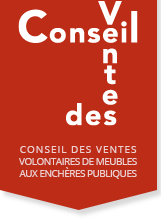 Conseil
des
Ventes
CONSEIL DES VENTES
VOLONTAIRES DE MEUBLES
AUX ENCHÈRES PUBLIQUES